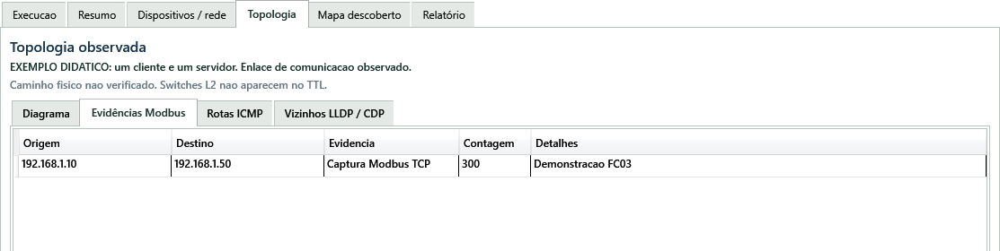 Execucao Resumo Dispositivos / rede Topologia Mapa descoberto Relatório
Topologia observada
EXEMPLO DIDATICO: um cliente e um servidor. Enlace de comunicacao observado.
Caminho fisico nao verificado. Switches L2 nao aparecem no TTL.
Diagrama Evidências Modbus Rotas ICMP Vizinhos LLDP / CDP
Origem Destino Evidencia Contagem Detalhes
192.168.1.10 192.168.1.50 Captura Modbus TCP 300 Demonstracao FC03